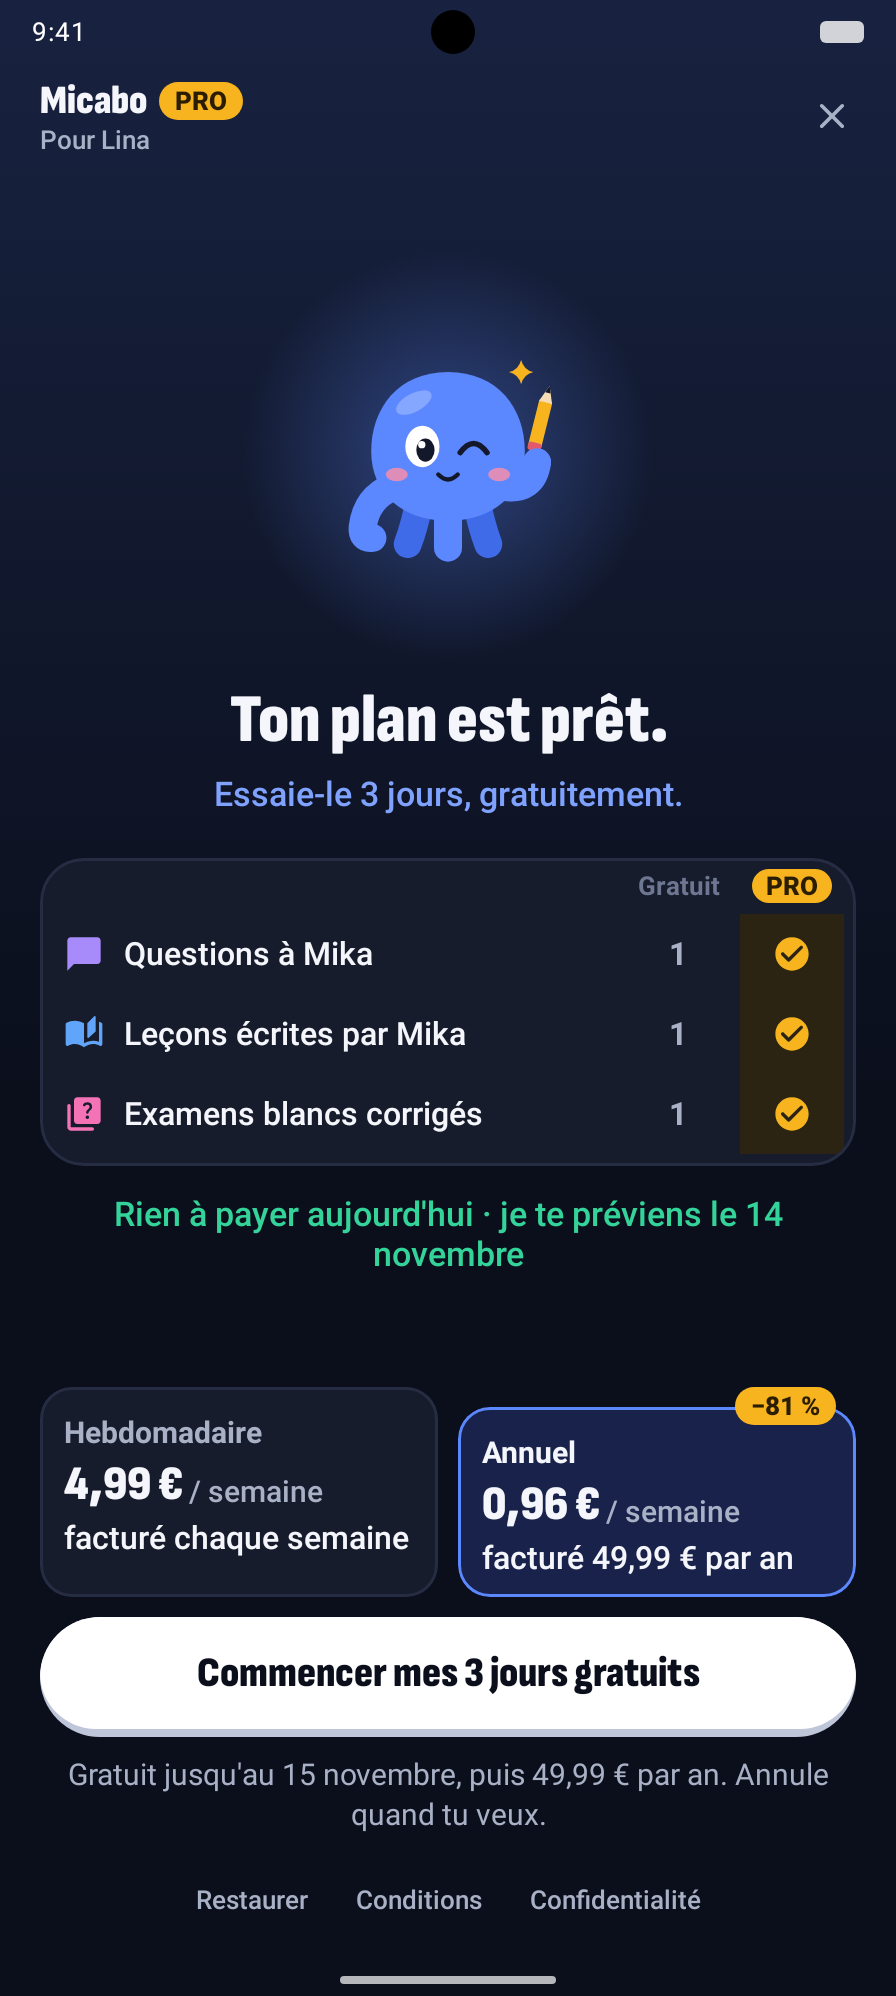 9:41
Micabo PRO
Pour Lina
Ton plan est prêt.
Essaie-le 3 jours, gratuitement.
Gratuit PRO
Questions à Mika 1
Leçons écrites par Mika 1
? Examens blancs corrigés 1
Rien à payer aujourd'hui · je te préviens le 14
novembre
Hebdomadaire
4,99 € / semaine
facturé chaque semaine
−81 %
Annuel
0,96 € / semaine
facturé 49,99 € par an
Commencer mes 3 jours gratuits
Gratuit jusqu'au 15 novembre, puis 49,99 € par an. Annule
quand tu veux.
Restaurer Conditions Confidentialité